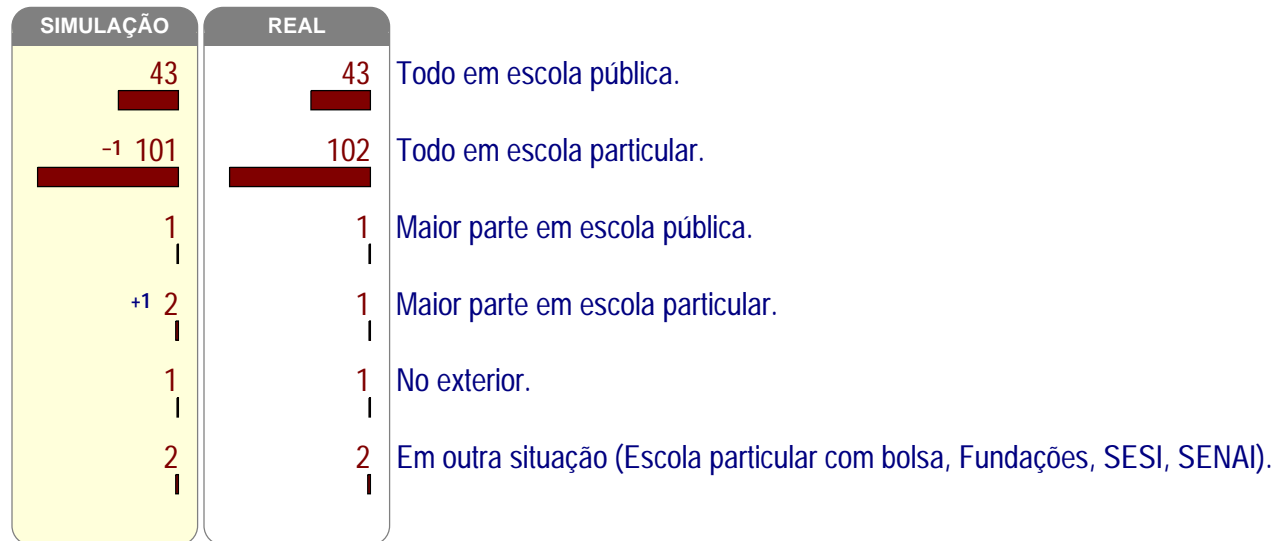 SIMULAÇÃO REAL
43 43 Todo em escola pública.
−1 101 102 Todo em escola particular.
1 1 Maior parte em escola pública.
+1 2 1 Maior parte em escola particular.
1 1 No exterior.
2 2 Em outra situação (Escola particular com bolsa, Fundações, SESI, SENAI).